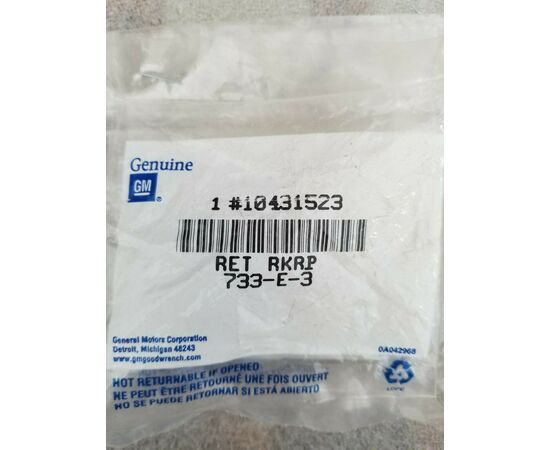 Genuine
GM
1 #10431523
RET RKRP
733-E-3
General Motors Corporation
Detroit, Michigan 48243
www.gmgoodwrench.com
0A042968
NOT RETURNABLE IF OPENED
NE PEUT ÊTRE RETOURNÉ UNE FOIS OUVERT
NO SE PUEDE RETORNAR SI ESTÁ ABIERTO
LDPE